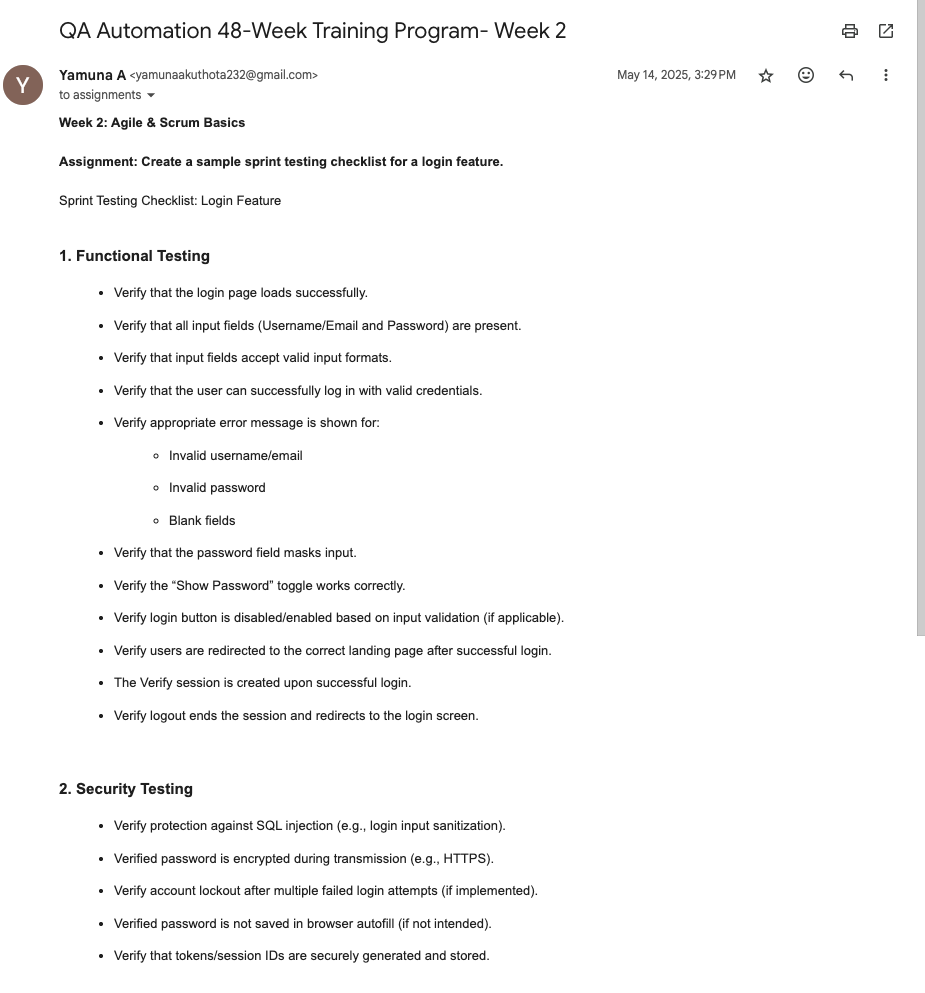 QA Automation 48-Week Training Program- Week 2
Y
Yamuna A <yamunaakuthota232@gmail.com>
May 14, 2025, 3:29 PM
to assignments
Week 2: Agile & Scrum Basics
Assignment: Create a sample sprint testing checklist for a login feature.
Sprint Testing Checklist: Login Feature
1. Functional Testing
• Verify that the login page loads successfully.
• Verify that all input fields (Username/Email and Password) are present.
• Verify that input fields accept valid input formats.
• Verify that the user can successfully log in with valid credentials.
• Verify appropriate error message is shown for:
○ Invalid username/email
○ Invalid password
○ Blank fields
• Verify that the password field masks input.
• Verify the “Show Password” toggle works correctly.
• Verify login button is disabled/enabled based on input validation (if applicable).
• Verify users are redirected to the correct landing page after successful login.
• The Verify session is created upon successful login.
• Verify logout ends the session and redirects to the login screen.
2. Security Testing
• Verify protection against SQL injection (e.g., login input sanitization).
• Verified password is encrypted during transmission (e.g., HTTPS).
• Verify account lockout after multiple failed login attempts (if implemented).
• Verified password is not saved in browser autofill (if not intended).
• Verify that tokens/session IDs are securely generated and stored.